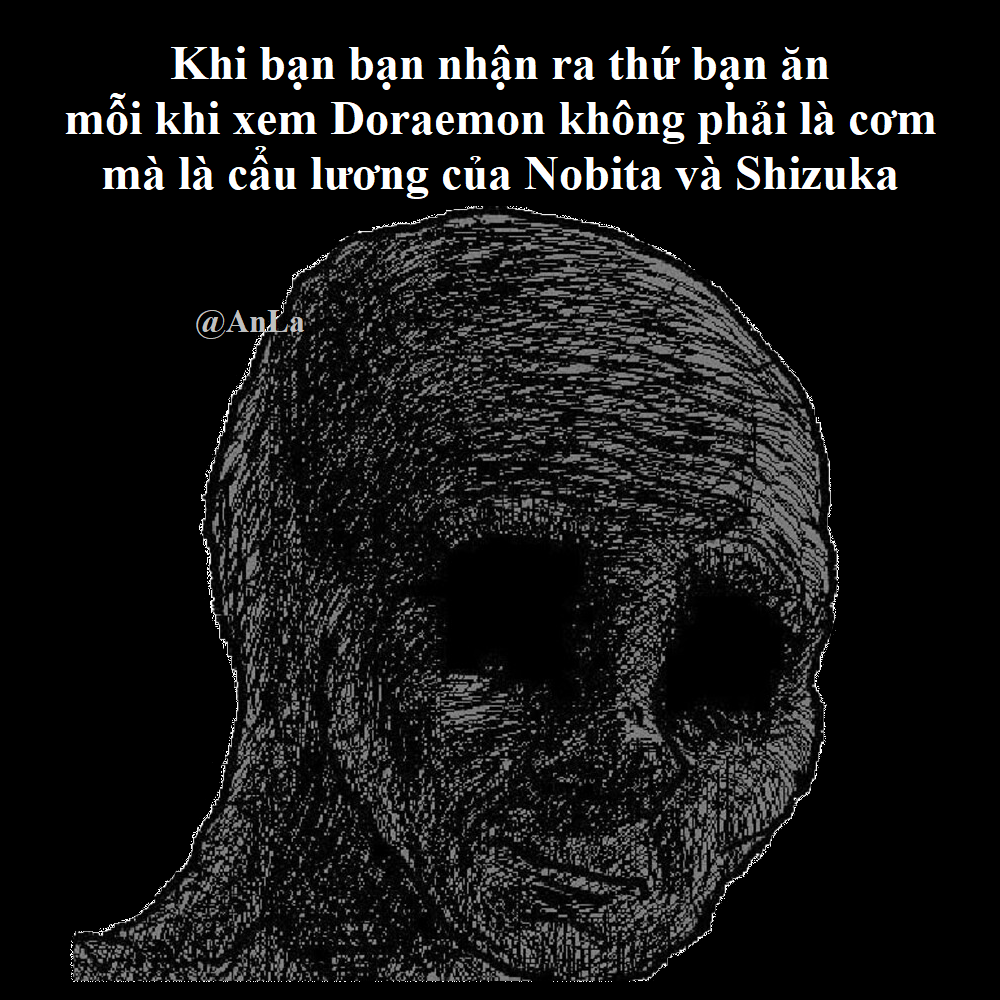 Khi bạn bạn nhận ra thứ bạn ăn
mỗi khi xem Doraemon không phải là cơm
mà là cẩu lương của Nobita và Shizuka
@AnLa